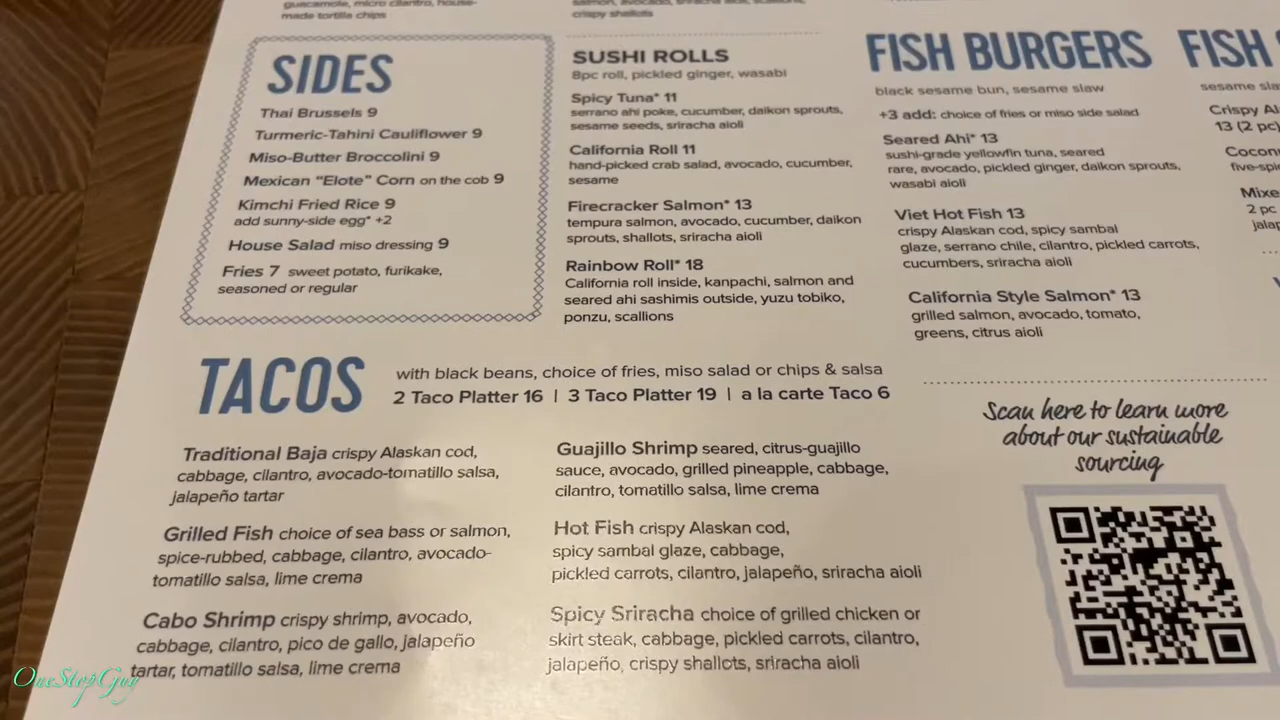 guacamole, micro cilantro, house-
made tortilla chips
salmon, avocado, sriracha aioli, scallions,
crispy shallots
SIDES
Thai Brussels 9
Turmeric-Tahini Cauliflower 9
Miso-Butter Broccolini 9
Mexican “Elote” Corn on the cob 9
Kimchi Fried Rice 9
add sunny-side egg* +2
House Salad miso dressing 9
Fries 7 sweet potato, furikake,
seasoned or regular
SUSHI ROLLS
8pc roll, pickled ginger, wasabi
Spicy Tuna* 11
serrano ahi poke, cucumber, daikon sprouts,
sesame seeds, sriracha aioli
California Roll 11
hand-picked crab salad, avocado, cucumber,
sesame
Firecracker Salmon* 13
tempura salmon, avocado, cucumber, daikon
sprouts, shallots, sriracha aioli
Rainbow Roll* 18
California roll inside, kanpachi, salmon and
seared ahi sashimis outside, yuzu tobiko,
ponzu, scallions
FISH BURGERS
black sesame bun, sesame slaw
+3 add: choice of fries or miso side salad
Seared Ahi* 13
sushi-grade yellowfin tuna, seared
rare, avocado, pickled ginger, daikon sprouts,
wasabi aioli
Viet Hot Fish 13
crispy Alaskan cod, spicy sambal
glaze, serrano chile, cilantro, pickled carrots,
cucumbers, sriracha aioli
California Style Salmon* 13
grilled salmon, avocado, tomato,
greens, citrus aioli
FISH
sesame
Crispy
13 (2 pc)
2 pc
TACOS
with black beans, choice of fries, miso salad or chips & salsa
2 Taco Platter 16 | 3 Taco Platter 19 | a la carte Taco 6
Traditional Baja crispy Alaskan cod,
cabbage, cilantro, avocado-tomatillo salsa,
jalapeño tartar
Grilled Fish choice of sea bass or salmon,
spice-rubbed, cabbage, cilantro, avocado-
tomatillo salsa, lime crema
Cabo Shrimp crispy shrimp, avocado,
cabbage, cilantro, pico de gallo, jalapeño
tartar, tomatillo salsa, lime crema
Guajillo Shrimp seared, citrus-guajillo
sauce, avocado, grilled pineapple, cabbage,
cilantro, tomatillo salsa, lime crema
Hot Fish crispy Alaskan cod,
spicy sambal glaze, cabbage,
pickled carrots, cilantro, jalapeño, sriracha aioli
Spicy Sriracha choice of grilled chicken or
skirt steak, cabbage, pickled carrots, cilantro,
jalapeño, crispy shallots, sriracha aioli
Scan here to learn more
about our sustainable
sourcing
OneStopGuy